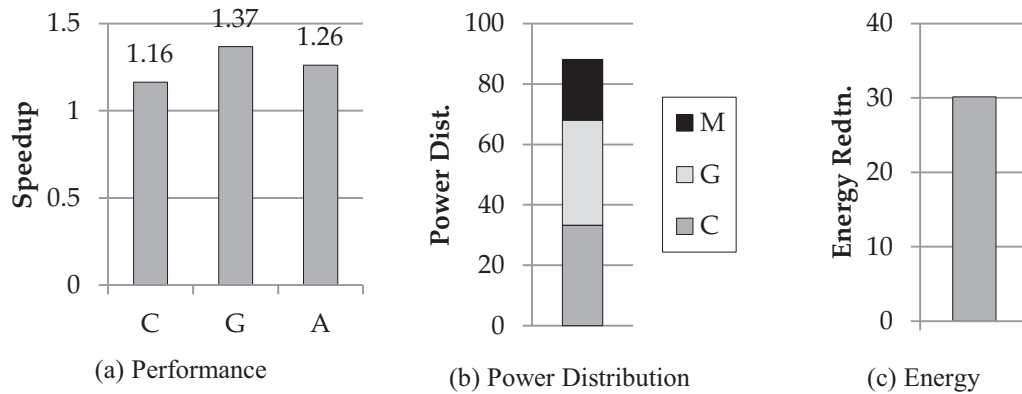 Speedup
1.5
1
0.5
0
1.16
1.37
1.26
C G A
(a) Performance
Power Dist.
100
80
60
40
20
0
M
G
C
(b) Power Distribution
Energy Redtn.
40
30
20
10
0
(c) Energy